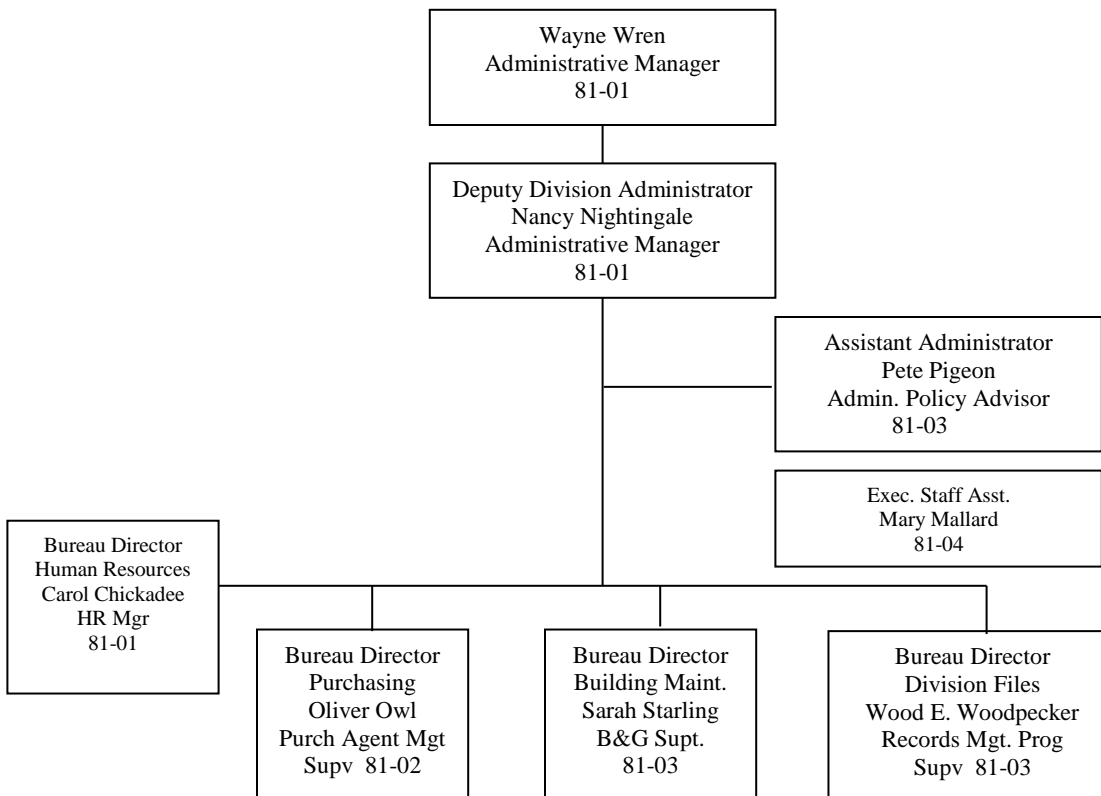 Wayne Wren
Administrative Manager
81-01
Deputy Division Administrator
Nancy Nightingale
Administrative Manager
81-01
Assistant Administrator
Pete Pigeon
Admin. Policy Advisor
81-03
Exec. Staff Asst.
Mary Mallard
81-04
Bureau Director
Human Resources
Carol Chickadee
HR Mgr
81-01
Bureau Director
Purchasing
Oliver Owl
Purch Agent Mgt
Supv 81-02
Bureau Director
Building Maint.
Sarah Starling
B&G Supt.
81-03
Bureau Director
Division Files
Wood E. Woodpecker
Records Mgt. Prog
Supv 81-03